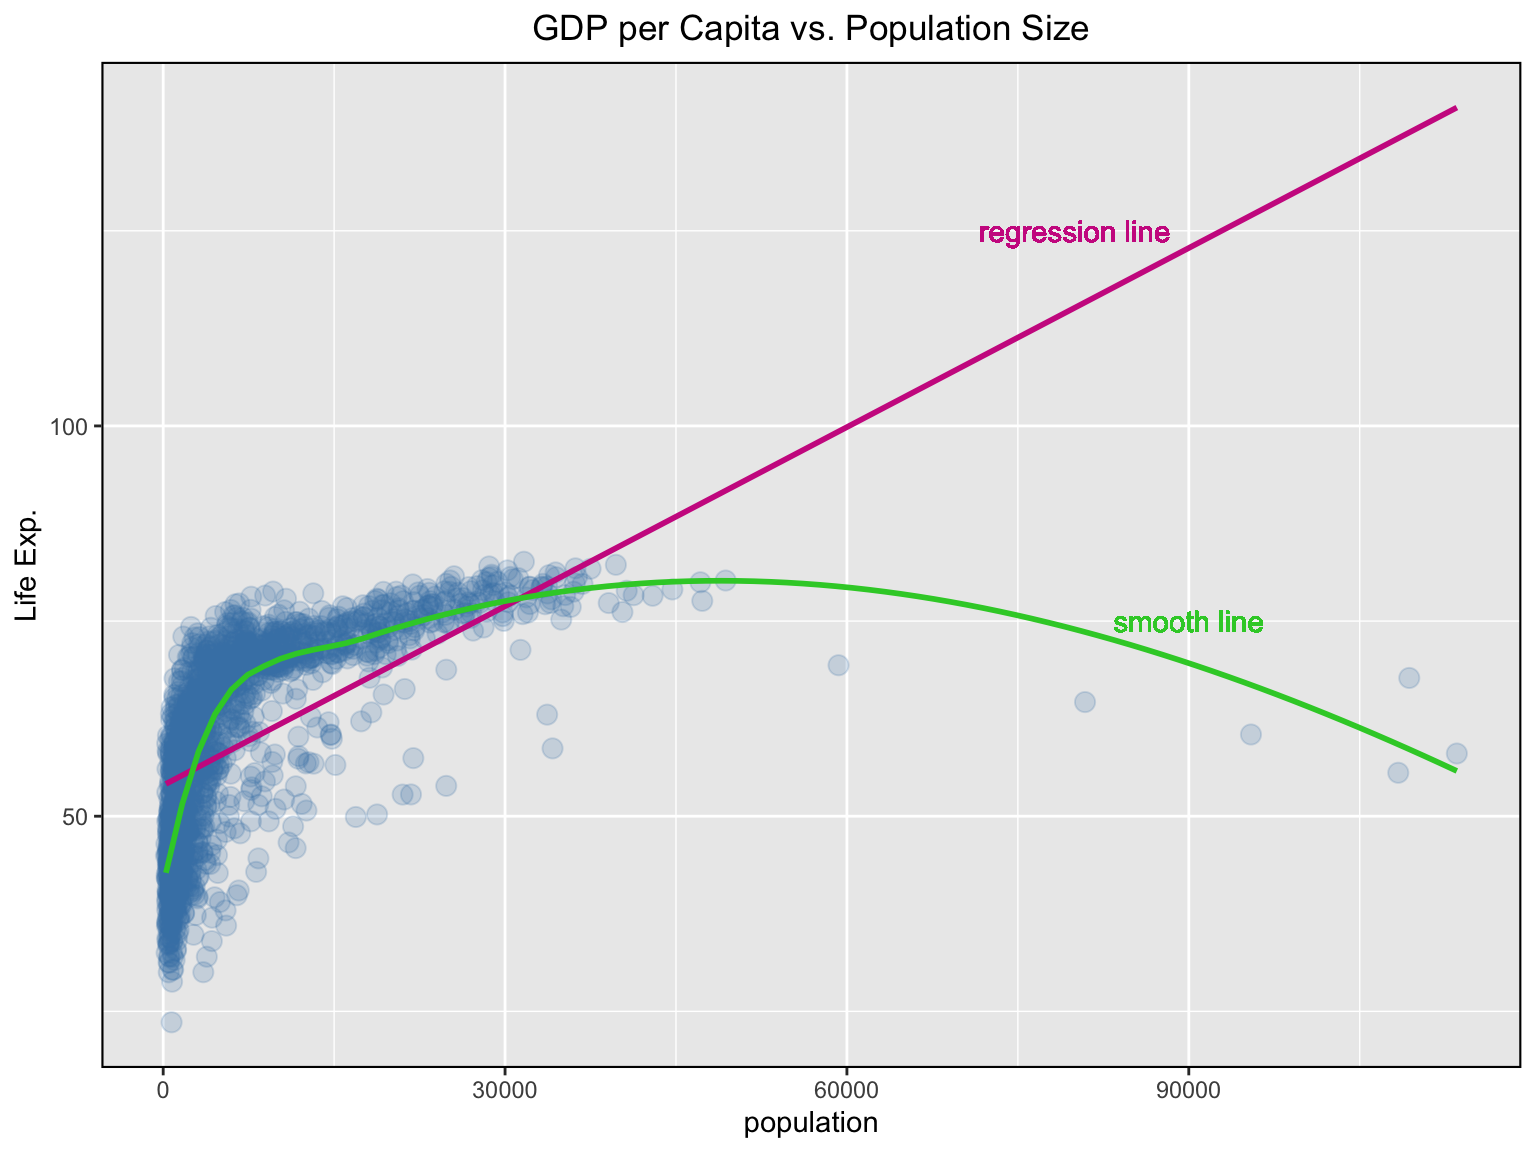 GDP per Capita vs. Population Size
regression line
100
Life Exp.
smooth line
50
0 30000 60000 90000
population